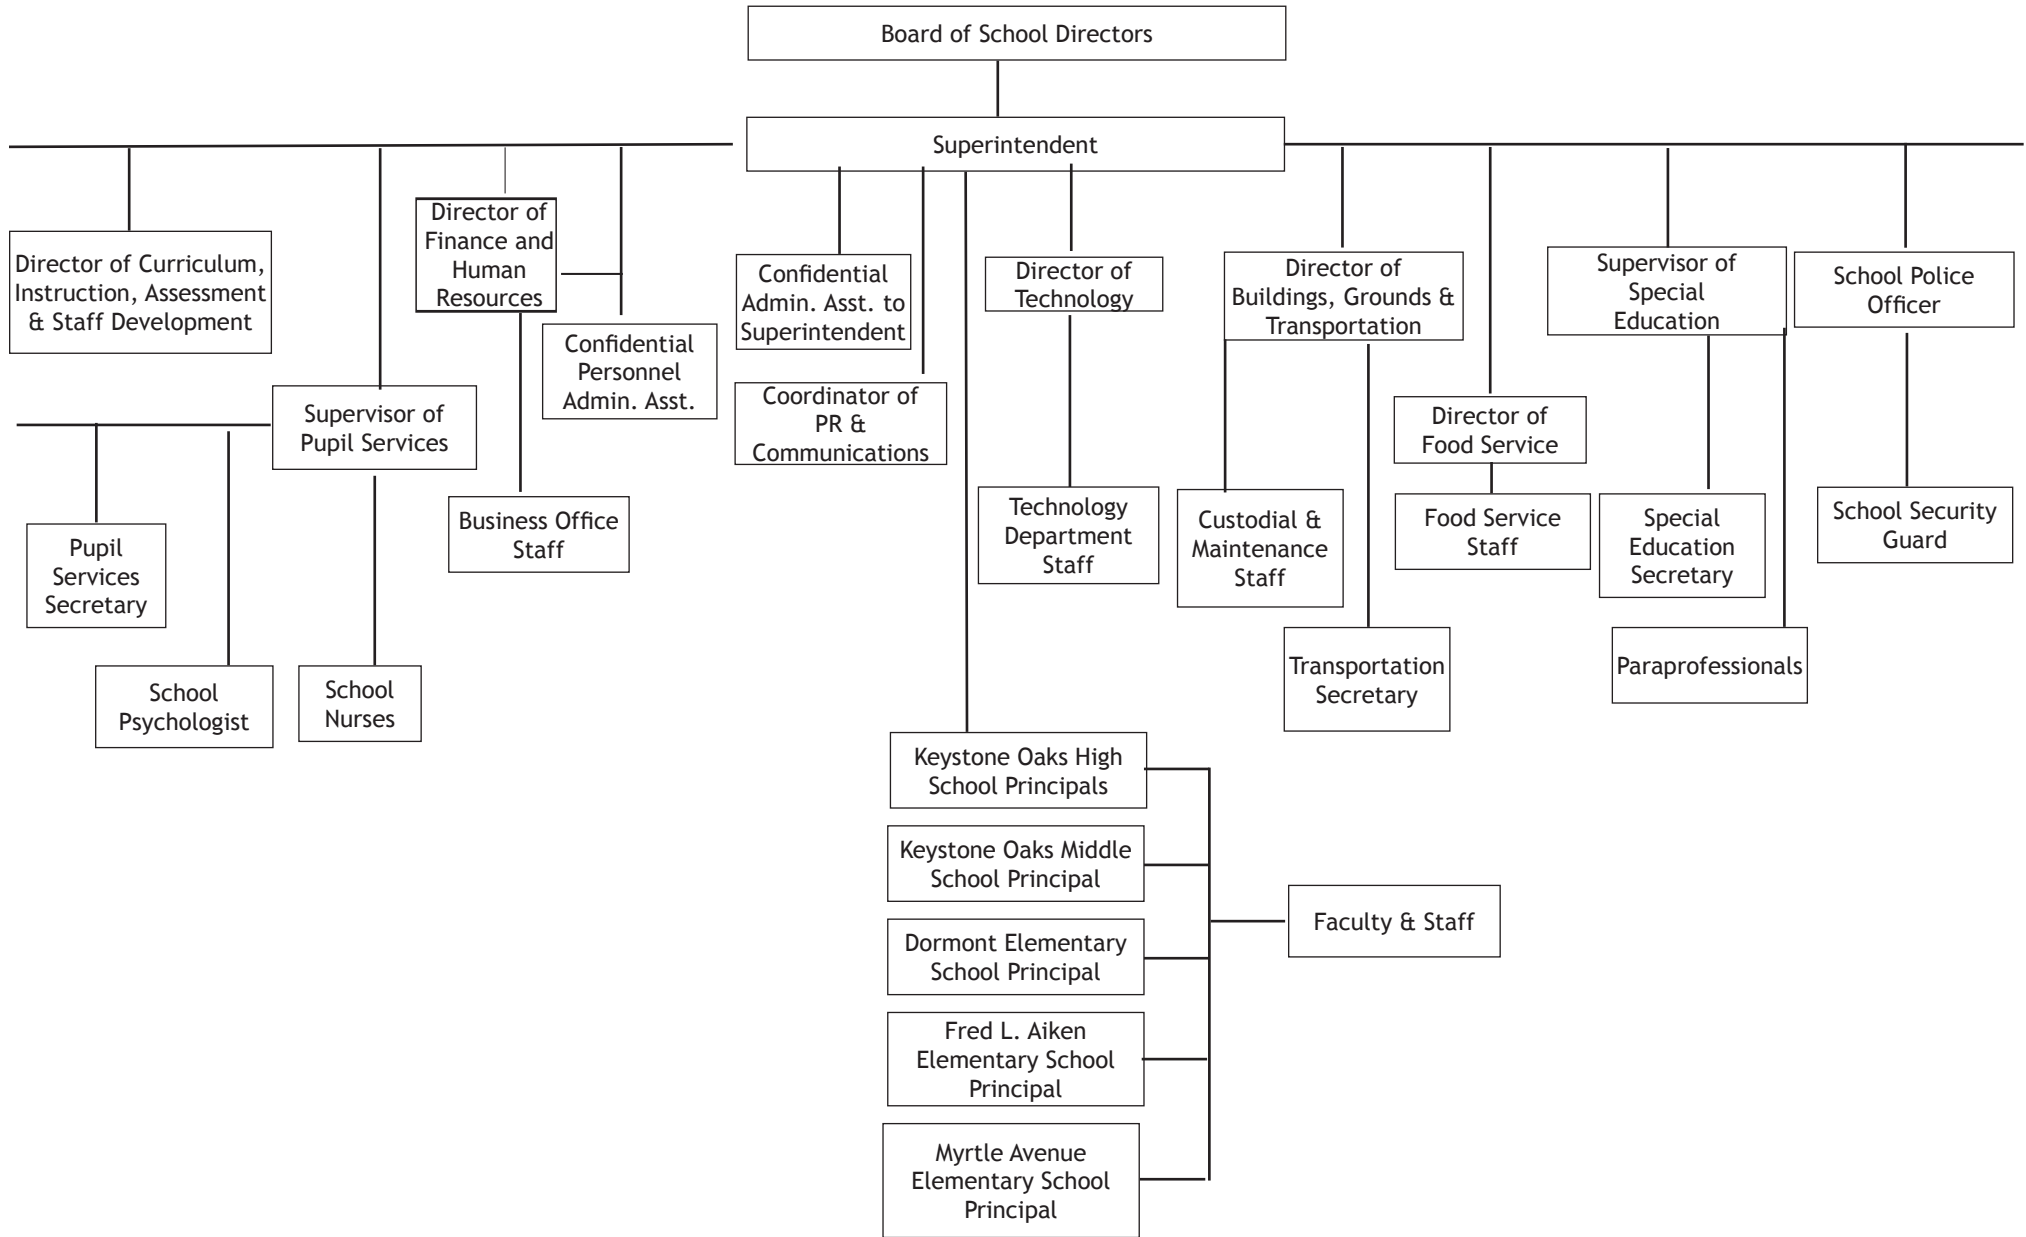 Board of School Directors
Superintendent
Director of Curriculum,
Instruction, Assessment
& Staff Development
Supervisor of
Pupil Services
Pupil
Services
Secretary
School
Psychologist
School
Nurses
Director of
Finance and
Human
Resources
Business Office
Staff
Confidential
Personnel
Admin. Asst.
Confidential
Admin. Asst. to
Superintendent
Coordinator of
PR &
Communications
Director of
Technology
Technology
Department
Staff
Director of
Buildings, Grounds &
Transportation
Custodial &
Maintenance
Staff
Transportation
Secretary
Director of
Food Service
Food Service
Staff
Supervisor of
Special
Education
Special
Education
Secretary
Paraprofessionals
School Police
Officer
School Security
Guard
Keystone Oaks High
School Principals
Keystone Oaks Middle
School Principal
Dormont Elementary
School Principal
Fred L. Aiken
Elementary School
Principal
Myrtle Avenue
Elementary School
Principal
Faculty & Staff